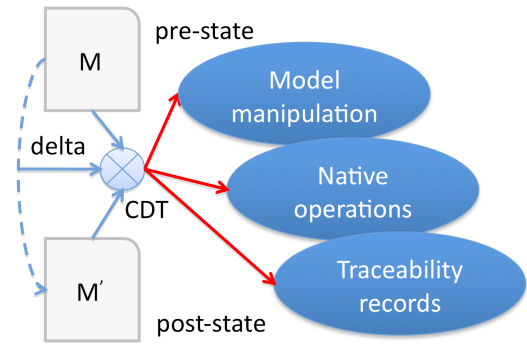 M
pre-state
Model
manipulation
delta
CDT
Native
operations
M′
post-state
Traceability
records